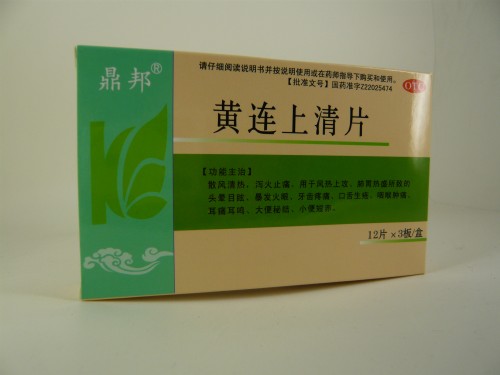 鼎邦®
请仔细阅读说明书并按说明使用或在药师指导下购买和使用。
【批准文号】国药准字Z22025474
OTC
黄连上清片
【功能主治】
散风清热、泻火止痛。用于风热上攻、肺胃热盛所致的
头晕目眩、暴发火眼、牙齿疼痛、口舌生疮、咽喉肿痛、
耳痛耳鸣、大便秘结、小便短赤。
12片×3板/盒